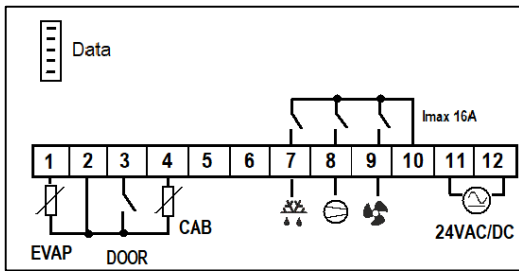 Data
Imax 16A
1 2 3 4 5 6 7 8 9 10 11 12
CAB
24VAC/DC
EVAP DOOR